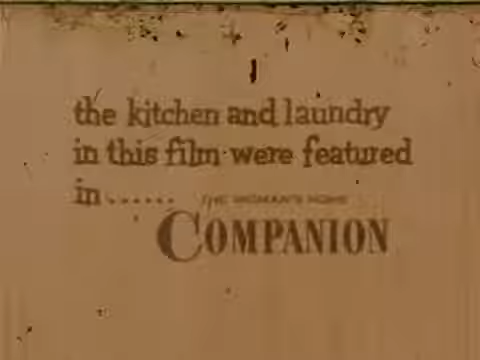 the kitchen and laundry
in this film were featured
in......
THE WOMAN'S HOME
COMPANION